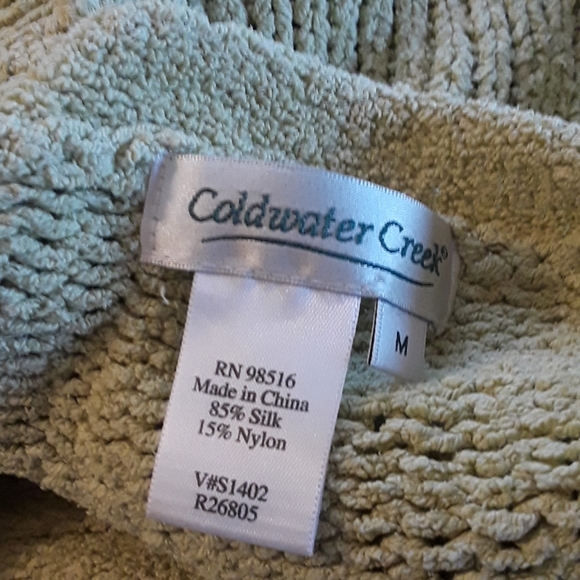 Coldwater Creek®
M
RN 98516
Made in China
85% Silk
15% Nylon
V#S1402
R26805